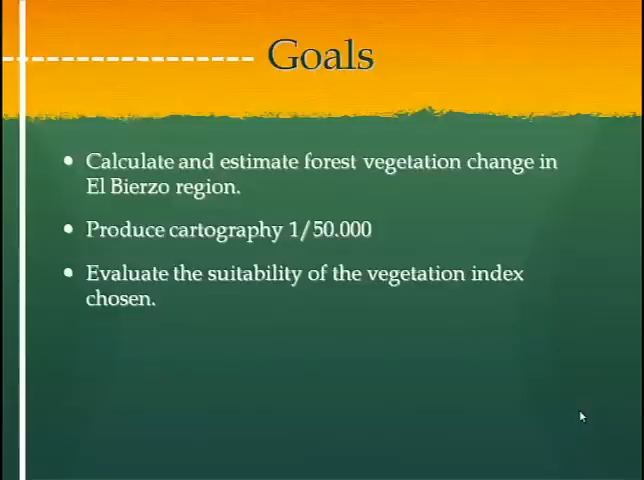 Goals
• Calculate and estimate forest vegetation change in
El Bierzo region.
• Produce cartography 1/50.000
• Evaluate the suitability of the vegetation index
chosen.